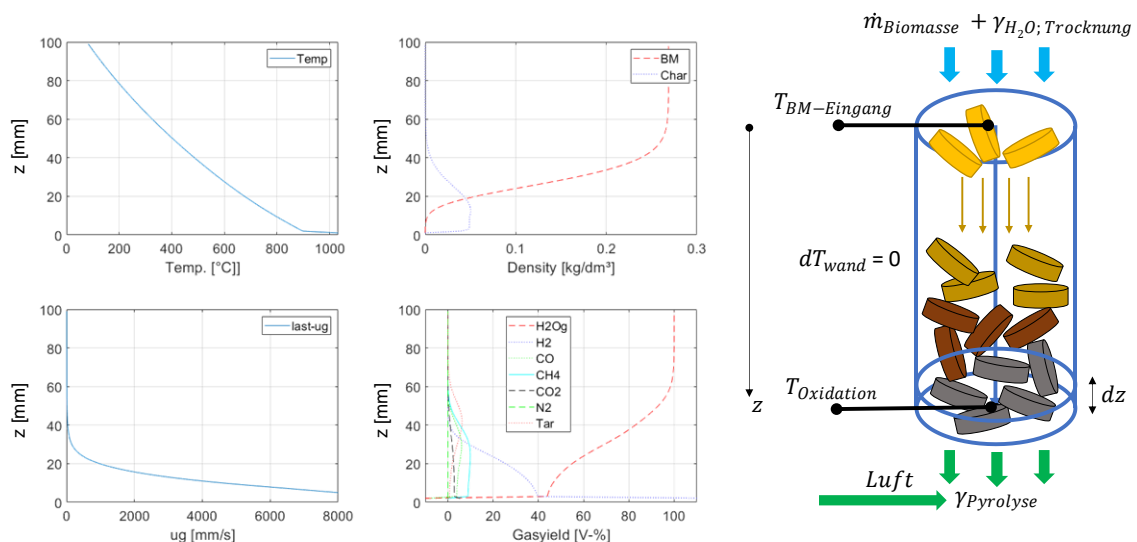 100
80
60
40
20
0
z [mm]
0 200 400 600 800 1000
Temp. [°C]]
Temp
100
80
60
40
20
0
z [mm]
0 0.1 0.2 0.3
Density [kg/dm³]
BM
Char
100
80
60
40
20
0
z [mm]
0 2000 4000 6000 8000
ug [mm/s]
last-ug
100
80
60
40
20
0
z [mm]
0 20 40 60 80 100
Gasyield [V-%]
H2Og
H2
CO
CH4
CO2
N2
Tar
ṁ_Biomasse + γ_H₂O; Trocknung
T_BM−Eingang
dT_wand = 0
z
T_Oxidation
dz
Luft
γ_Pyrolyse